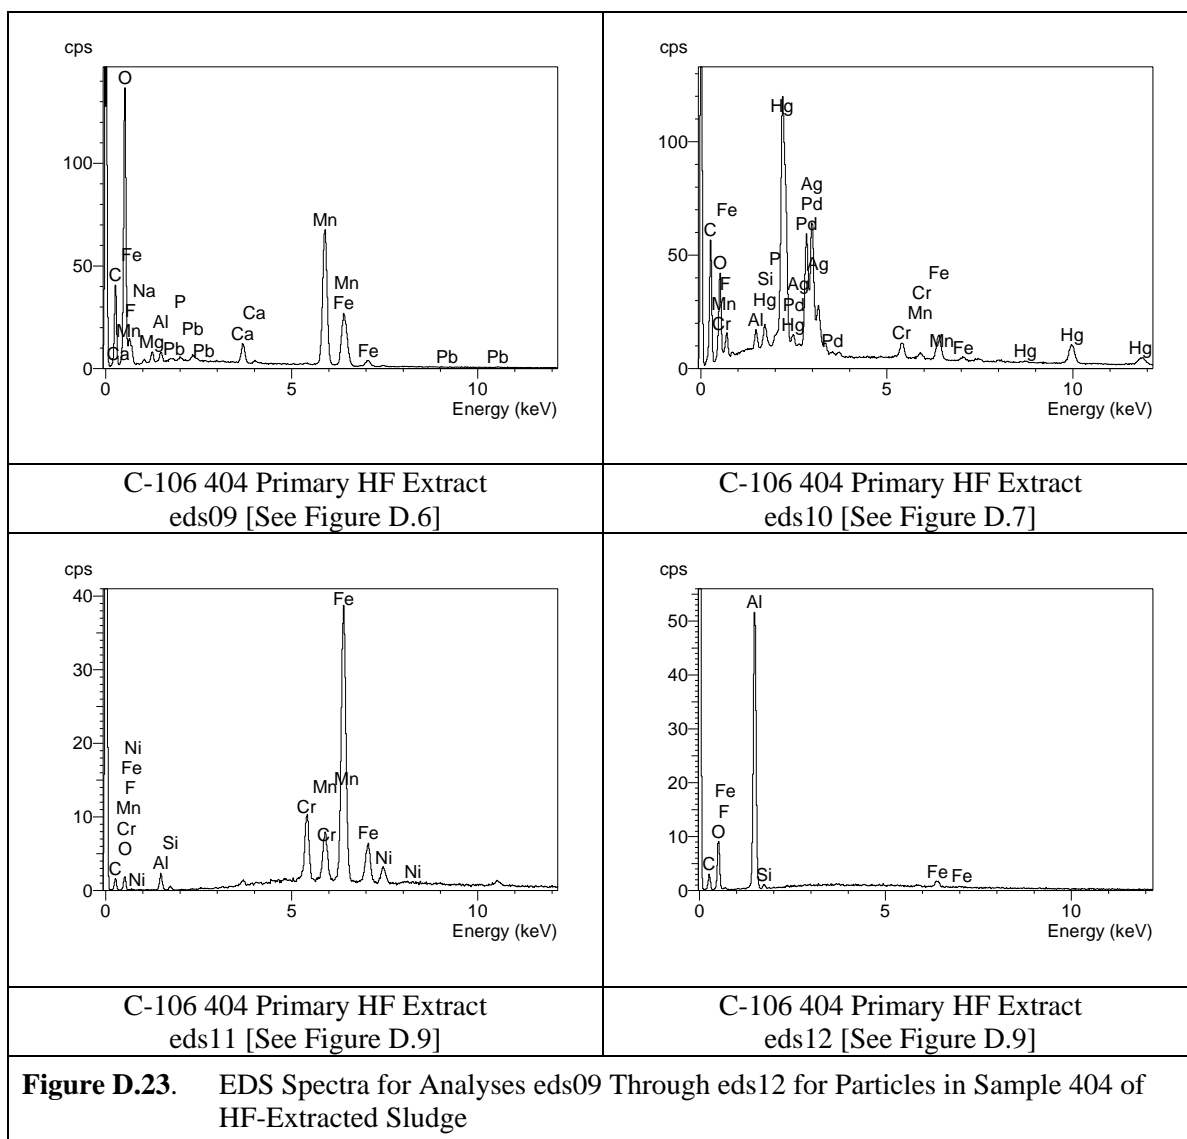 cps
O
100
50
0
C
Ca
Fe
F
Mn
Na
Mg
Al
Pb
P
Pb
Pb
Ca
Ca
Mn
Mn
Fe
Fe
Pb
Pb
0
5
10
Energy (keV)
C-106 404 Primary HF Extract
eds09 [See Figure D.6]
cps
100
50
0
C
Fe
O
F
Mn
Cr
Al
Si
Hg
P
Hg
Ag
Pd
Hg
Ag
Pd
Pd
Ag
Pd
Cr
Fe
Cr
Mn
Mn
Fe
Hg
Hg
Hg
0
5
10
Energy (keV)
C-106 404 Primary HF Extract
eds10 [See Figure D.7]
cps
40
30
20
10
0
Ni
Fe
F
Mn
Cr
O
C
Ni
Si
Al
Cr
Mn
Cr
Fe
Mn
Fe
Ni
Ni
0
5
10
Energy (keV)
C-106 404 Primary HF Extract
eds11 [See Figure D.9]
cps
50
40
30
20
10
0
Fe
F
O
C
Al
Si
Fe
Fe
0
5
10
Energy (keV)
C-106 404 Primary HF Extract
eds12 [See Figure D.9]
Figure D.23. EDS Spectra for Analyses eds09 Through eds12 for Particles in Sample 404 of
HF-Extracted Sludge